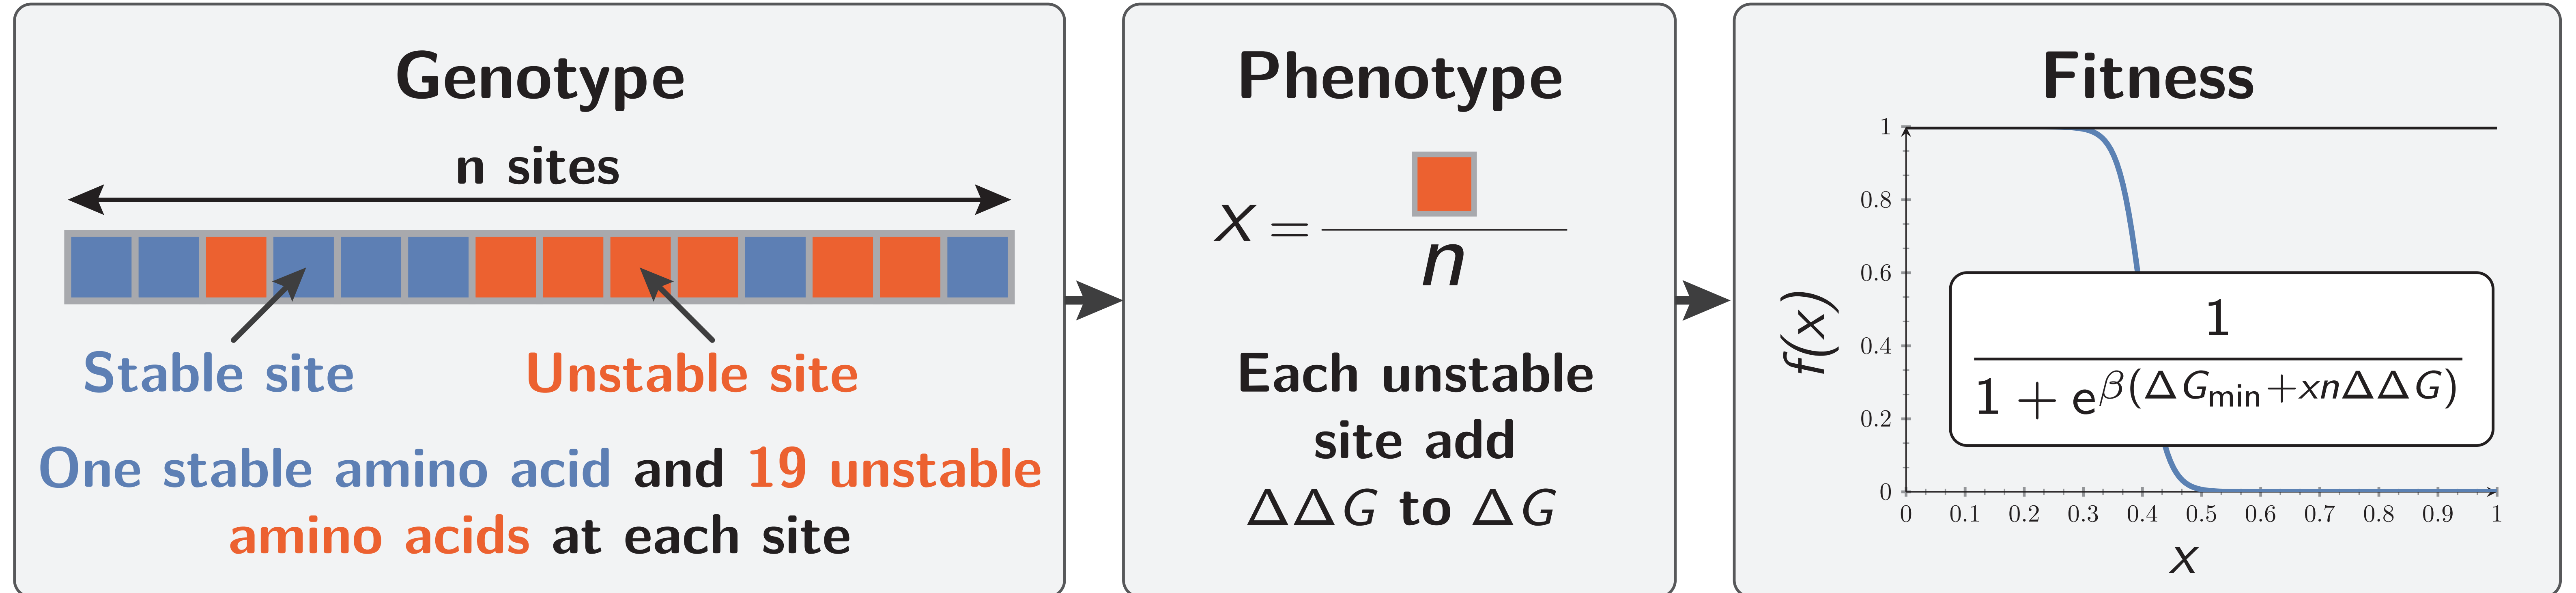 Genotype
n sites
Stable site
Unstable site
One stable amino acid and 19 unstable
amino acids at each site
Phenotype
x =
n
Each unstable
site add
ΔΔG to ΔG
Fitness
f(x)
1
0.8
0.6
0.4
0.2
0
1
1 + e^β(ΔG_min+xnΔΔG)
0 0.1 0.2 0.3 0.4 0.5 0.6 0.7 0.8 0.9 1
x